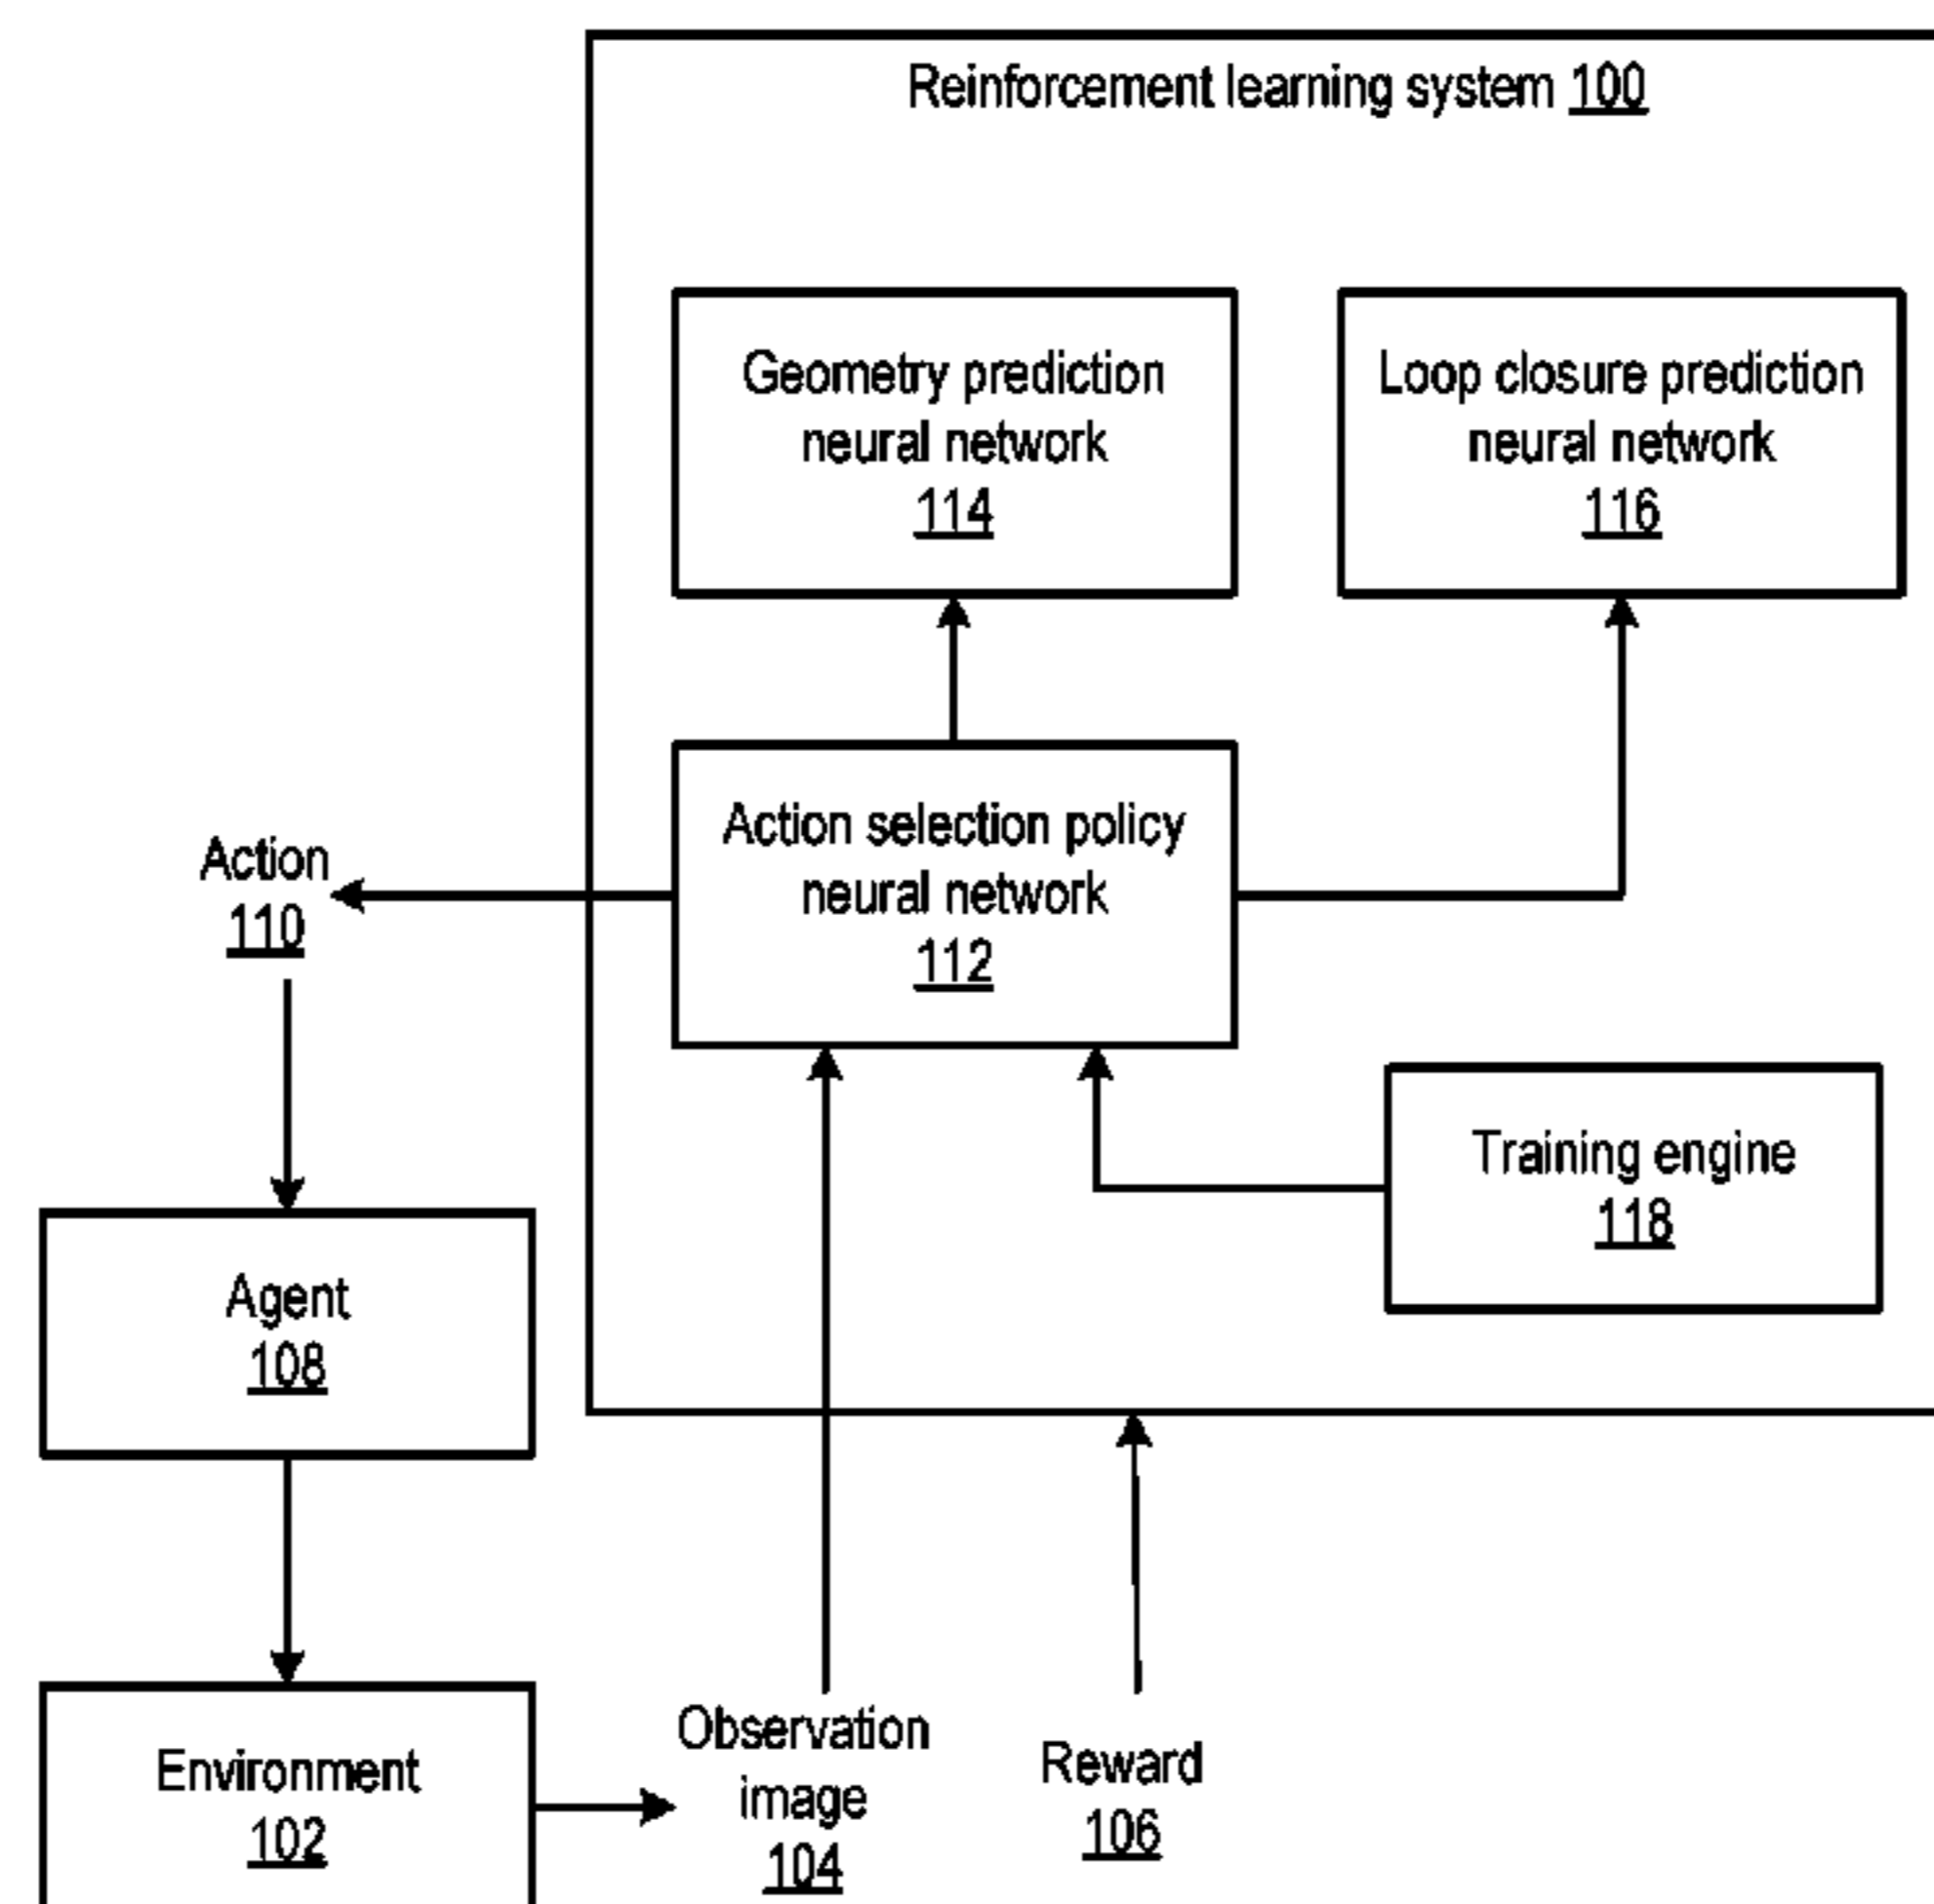 Reinforcement learning system 100
Geometry prediction
neural network
114
Loop closure prediction
neural network
116
Action selection policy
neural network
112
Action
110
Training engine
118
Agent
108
Environment
102
Observation
image
104
Reward
106